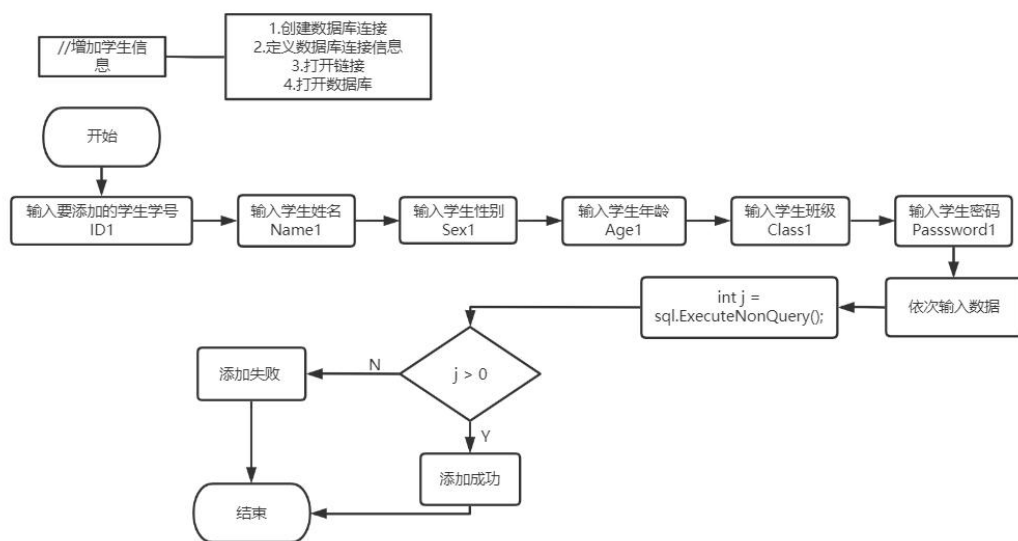 //增加学生信
息
1.创建数据库连接
2.定义数据库连接信息
3.打开链接
4.打开数据库
开始
输入要添加的学生学号
ID1
输入学生姓名
Name1
输入学生性别
Sex1
输入学生年龄
Age1
输入学生班级
Class1
输入学生密码
Passsword1
依次输入数据
int j =
sql.ExecuteNonQuery();
j > 0
N
添加失败
Y
添加成功
结束